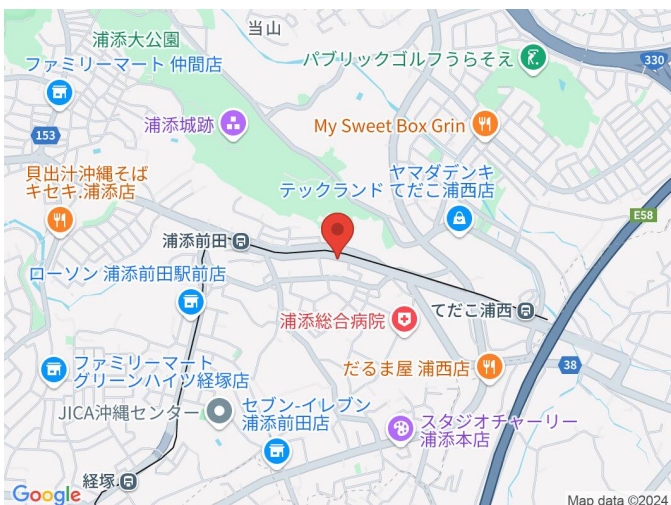 浦添大公園
当山
ファミリーマート 仲間店
パブリックゴルフうらそえ
330
153
浦添城跡
My Sweet Box Grin
貝出汁沖縄そば
キセキ.浦添店
ヤマダデンキ
テックランド てだこ浦西店
E58
浦添前田
ローソン 浦添前田駅前店
浦添総合病院
てだこ浦西
ファミリーマート
グリーンハイツ経塚店
だるま屋 浦西店
38
JICA沖縄センター
セブン-イレブン
浦添前田店
スタジオチャーリー
浦添本店
経塚
Google
Map data ©2024